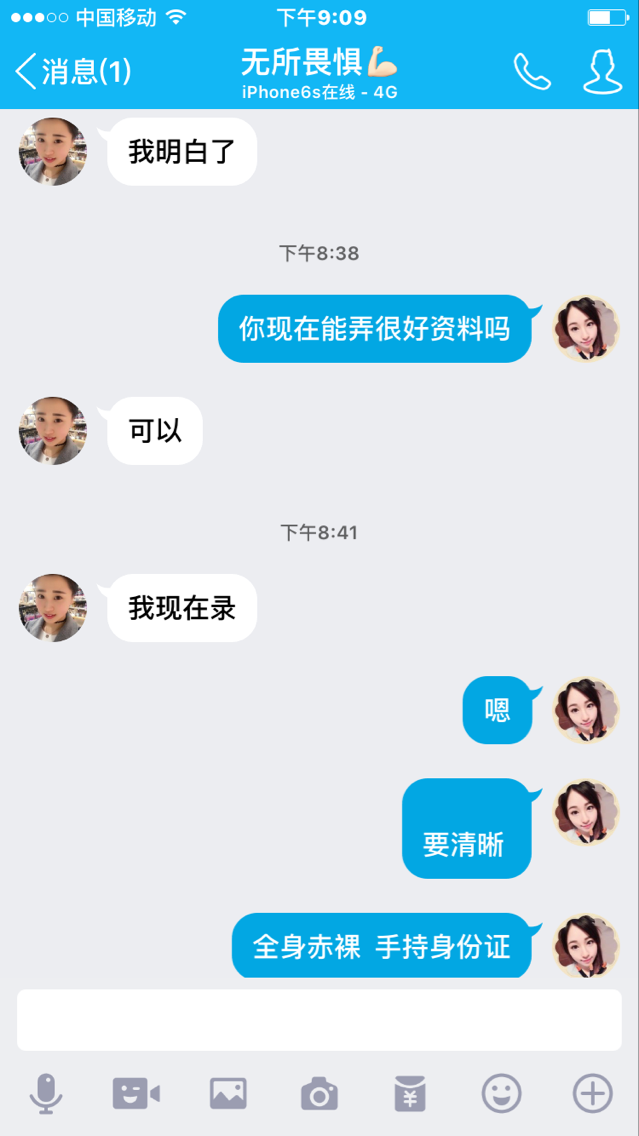 中国移动 下午9:09
消息(1) 无所畏惧💪🏻
iPhone6s在线 - 4G
我明白了
下午8:38
你现在能弄很好资料吗
可以
下午8:41
我现在录
嗯
要清晰
全身赤裸 手持身份证
¥